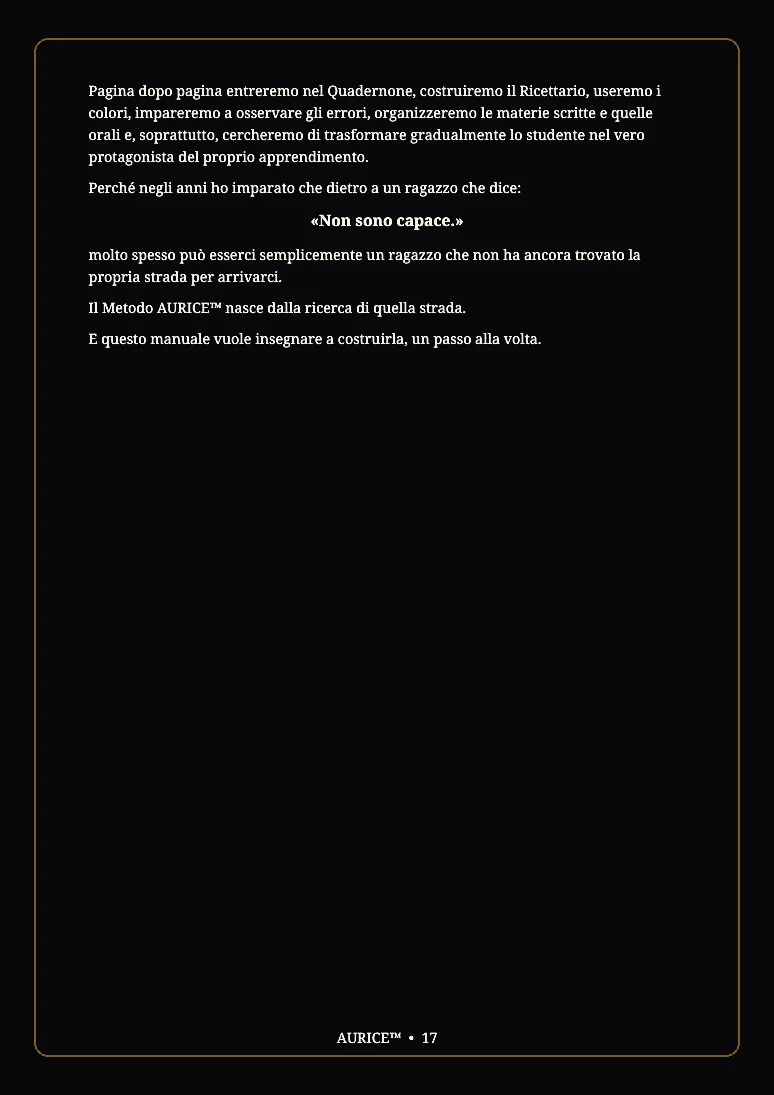 Pagina dopo pagina entreremo nel Quadernone, costruiremo il Ricettario, useremo i
colori, impareremo a osservare gli errori, organizzeremo le materie scritte e quelle
orali e, soprattutto, cercheremo di trasformare gradualmente lo studente nel vero
protagonista del proprio apprendimento.
Perché negli anni ho imparato che dietro a un ragazzo che dice:
«Non sono capace.»
molto spesso può esserci semplicemente un ragazzo che non ha ancora trovato la
propria strada per arrivarci.
Il Metodo AURICE™ nasce dalla ricerca di quella strada.
E questo manuale vuole insegnare a costruirla, un passo alla volta.
AURICE™ • 17